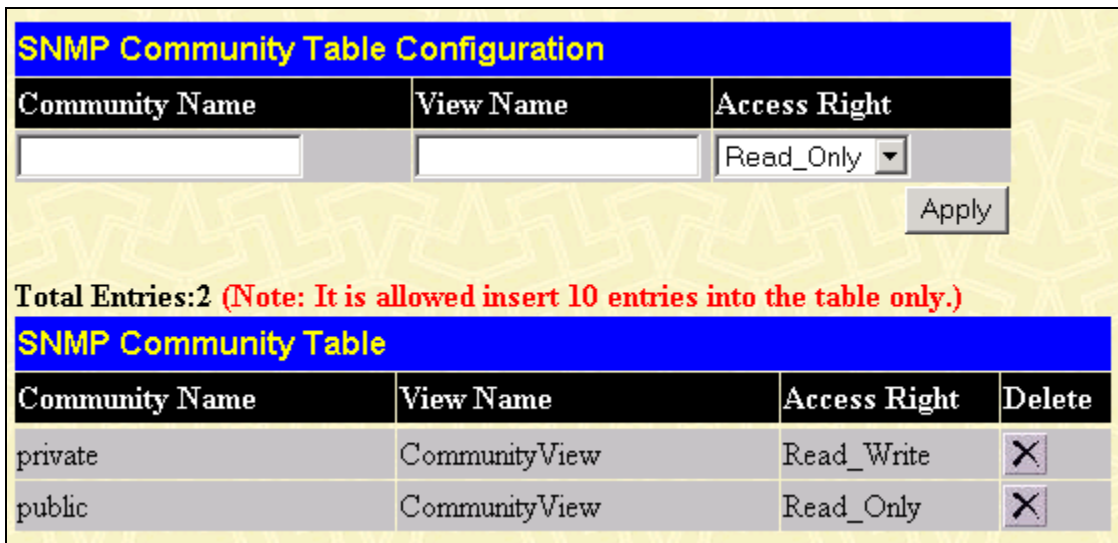 SNMP Community Table Configuration
Community Name View Name Access Right
Read_Only
Apply
Total Entries:2 (Note: It is allowed insert 10 entries into the table only.)
SNMP Community Table
Community Name View Name Access Right Delete
private CommunityView Read_Write
public CommunityView Read_Only